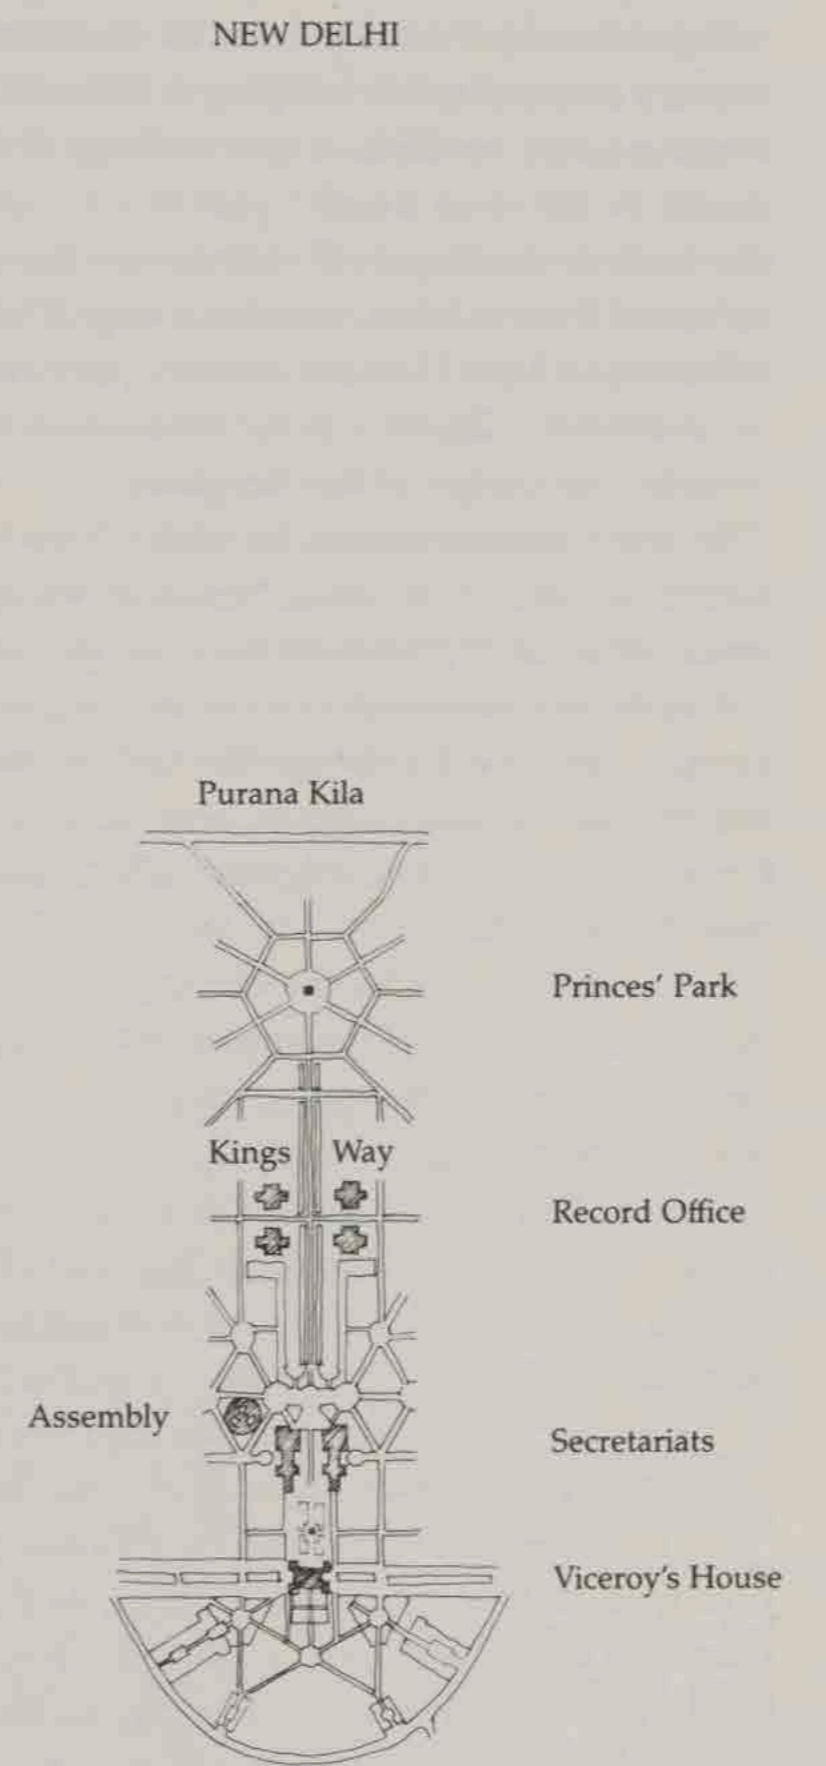 NEW DELHI
Purana Kila
Princes' Park
Kings Way
Record Office
Assembly
Secretariats
Viceroy's House